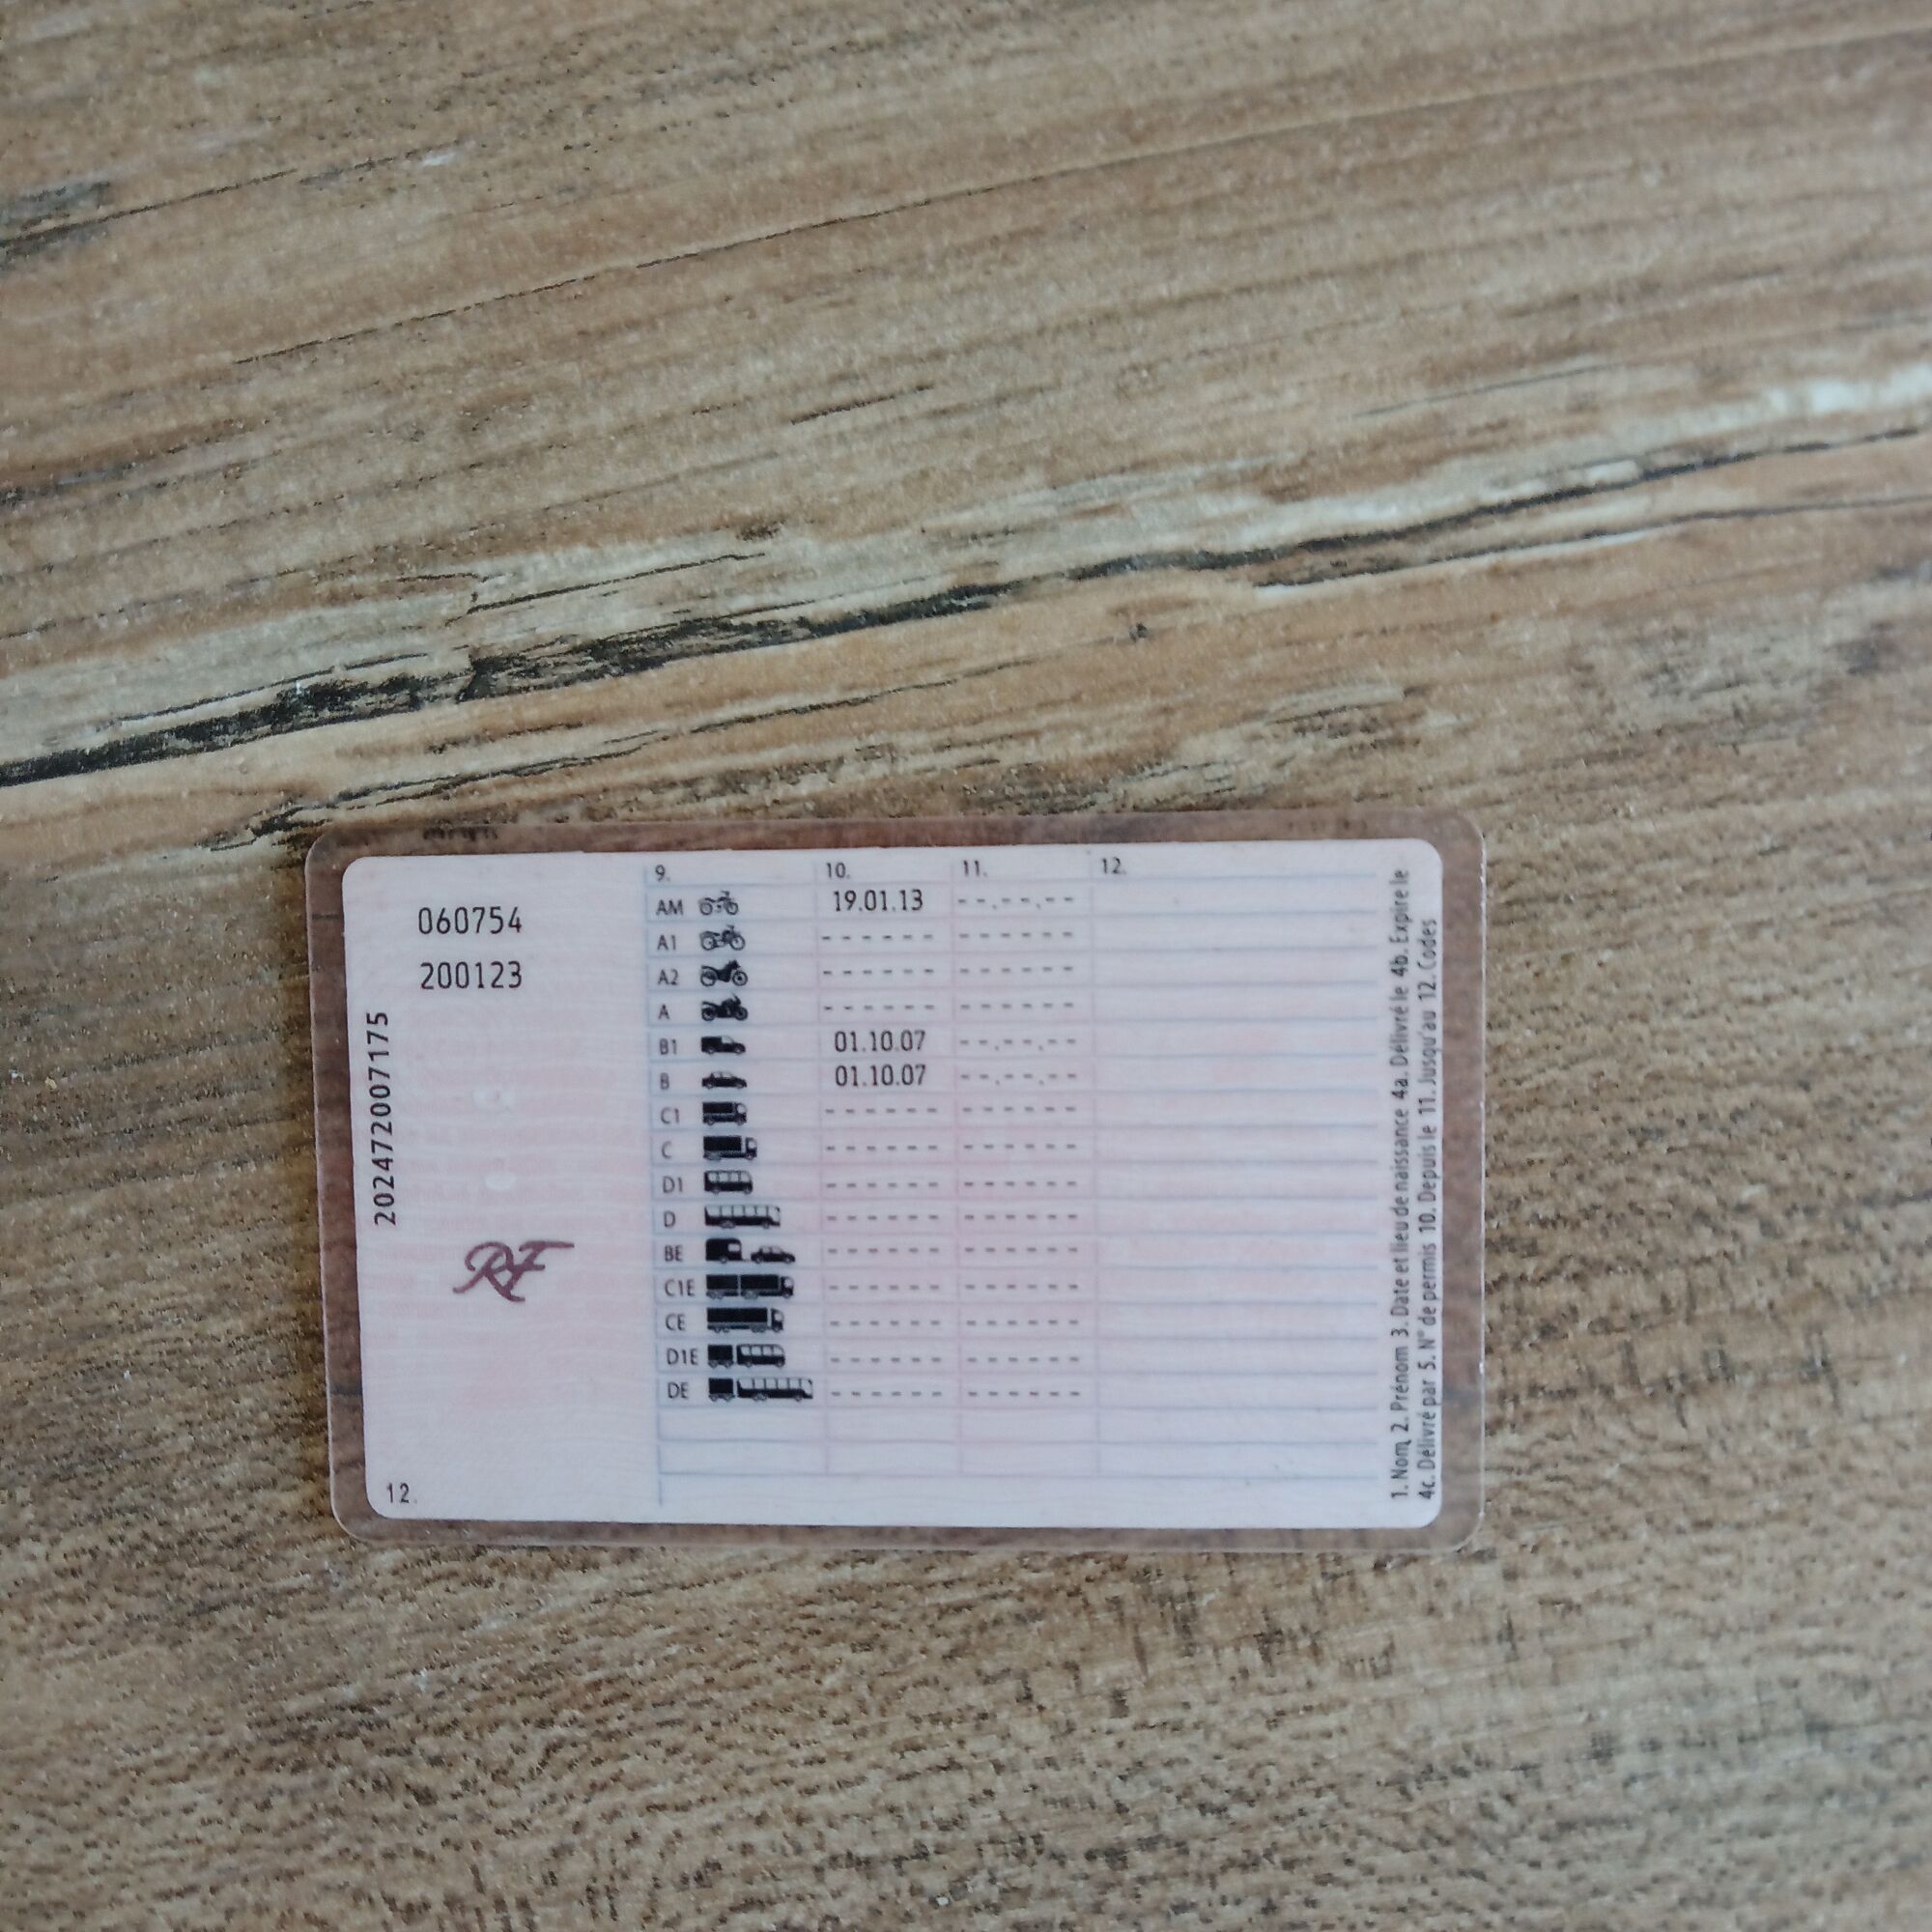 060754
200123
20247200717​5
RF
12.
9. 10. 11. 12.
AM 19.01.13 --.--.--
A1 ------ ------
A2 ------ ------
A ------ ------
B1 01.10.07 --.--.--
B 01.10.07 --.--.--
C1 ------ ------
C ------ ------
D1 ------ ------
D ------ ------
BE ------ ------
C1E ------ ------
CE ------ ------
D1E ------ ------
DE ------ ------
1. Nom 2. Prénom 3. Date et lieu de naissance 4a. Délivré le 4b. Expire le
4c. Délivré par 5. N° de permis 10. Depuis le 11. Jusqu'au 12. Codes